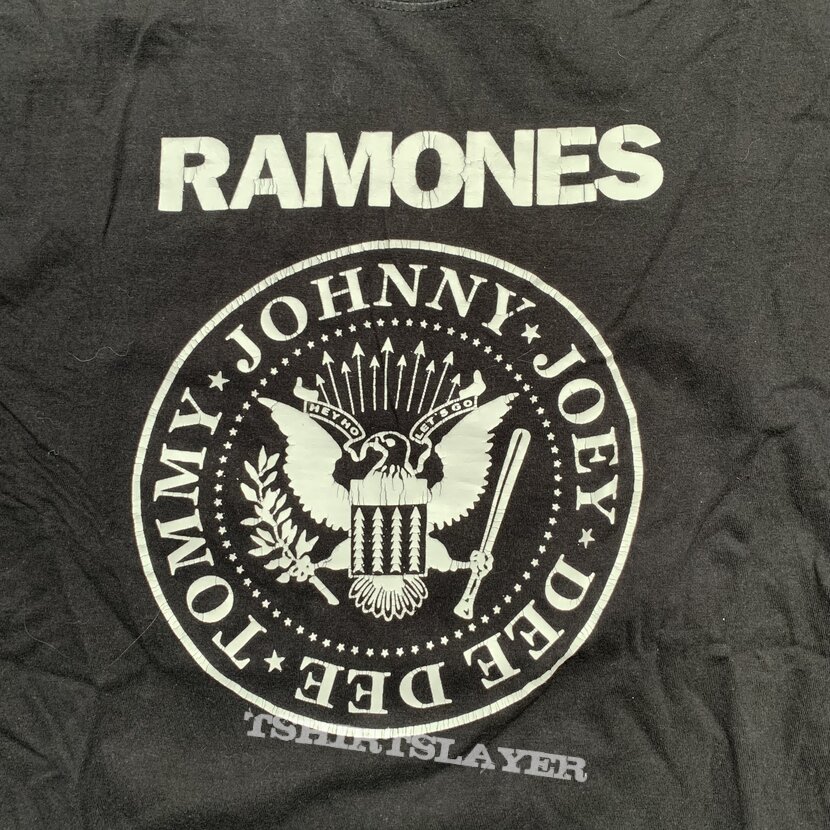 RAMONES
JOHNNY ★ JOEY ★ DEE DEE ★ TOMMY ★
HEY HO LET'S GO
TSHIRTSLAYER